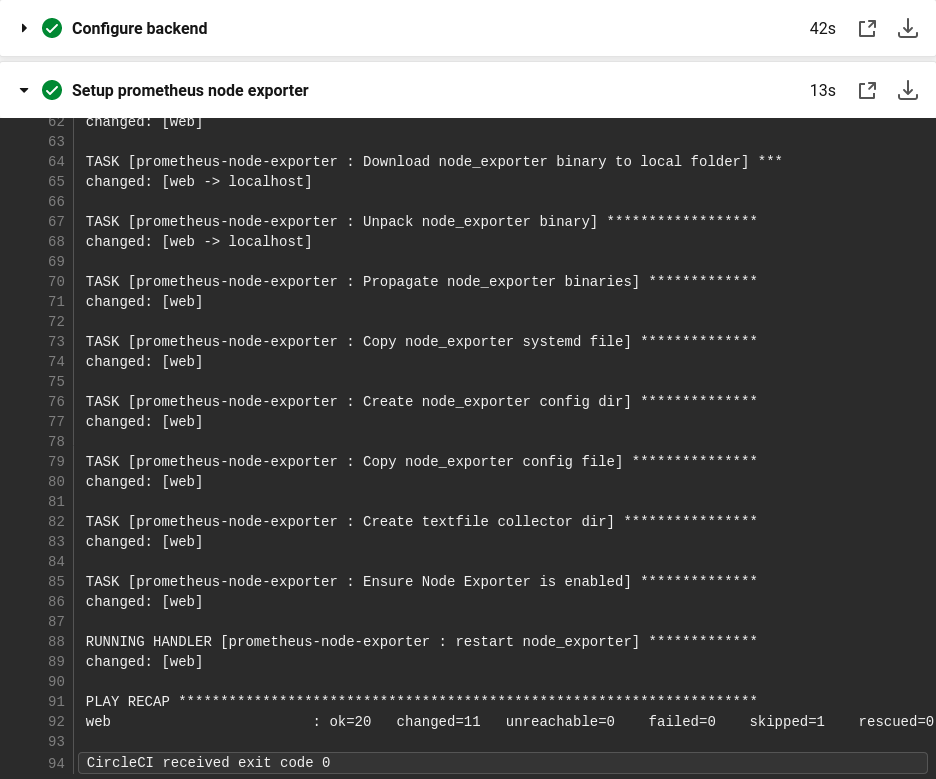 Configure backend 42s
Setup prometheus node exporter 13s
62 changed: [web]
63
64 TASK [prometheus-node-exporter : Download node_exporter binary to local folder] ***
65 changed: [web -> localhost]
66
67 TASK [prometheus-node-exporter : Unpack node_exporter binary] ******************
68 changed: [web -> localhost]
69
70 TASK [prometheus-node-exporter : Propagate node_exporter binaries] *************
71 changed: [web]
72
73 TASK [prometheus-node-exporter : Copy node_exporter systemd file] **************
74 changed: [web]
75
76 TASK [prometheus-node-exporter : Create node_exporter config dir] **************
77 changed: [web]
78
79 TASK [prometheus-node-exporter : Copy node_exporter config file] ***************
80 changed: [web]
81
82 TASK [prometheus-node-exporter : Create textfile collector dir] ****************
83 changed: [web]
84
85 TASK [prometheus-node-exporter : Ensure Node Exporter is enabled] **************
86 changed: [web]
87
88 RUNNING HANDLER [prometheus-node-exporter : restart node_exporter] *************
89 changed: [web]
90
91 PLAY RECAP *********************************************************************
92 web : ok=20 changed=11 unreachable=0 failed=0 skipped=1 rescued=0
93
94 CircleCI received exit code 0